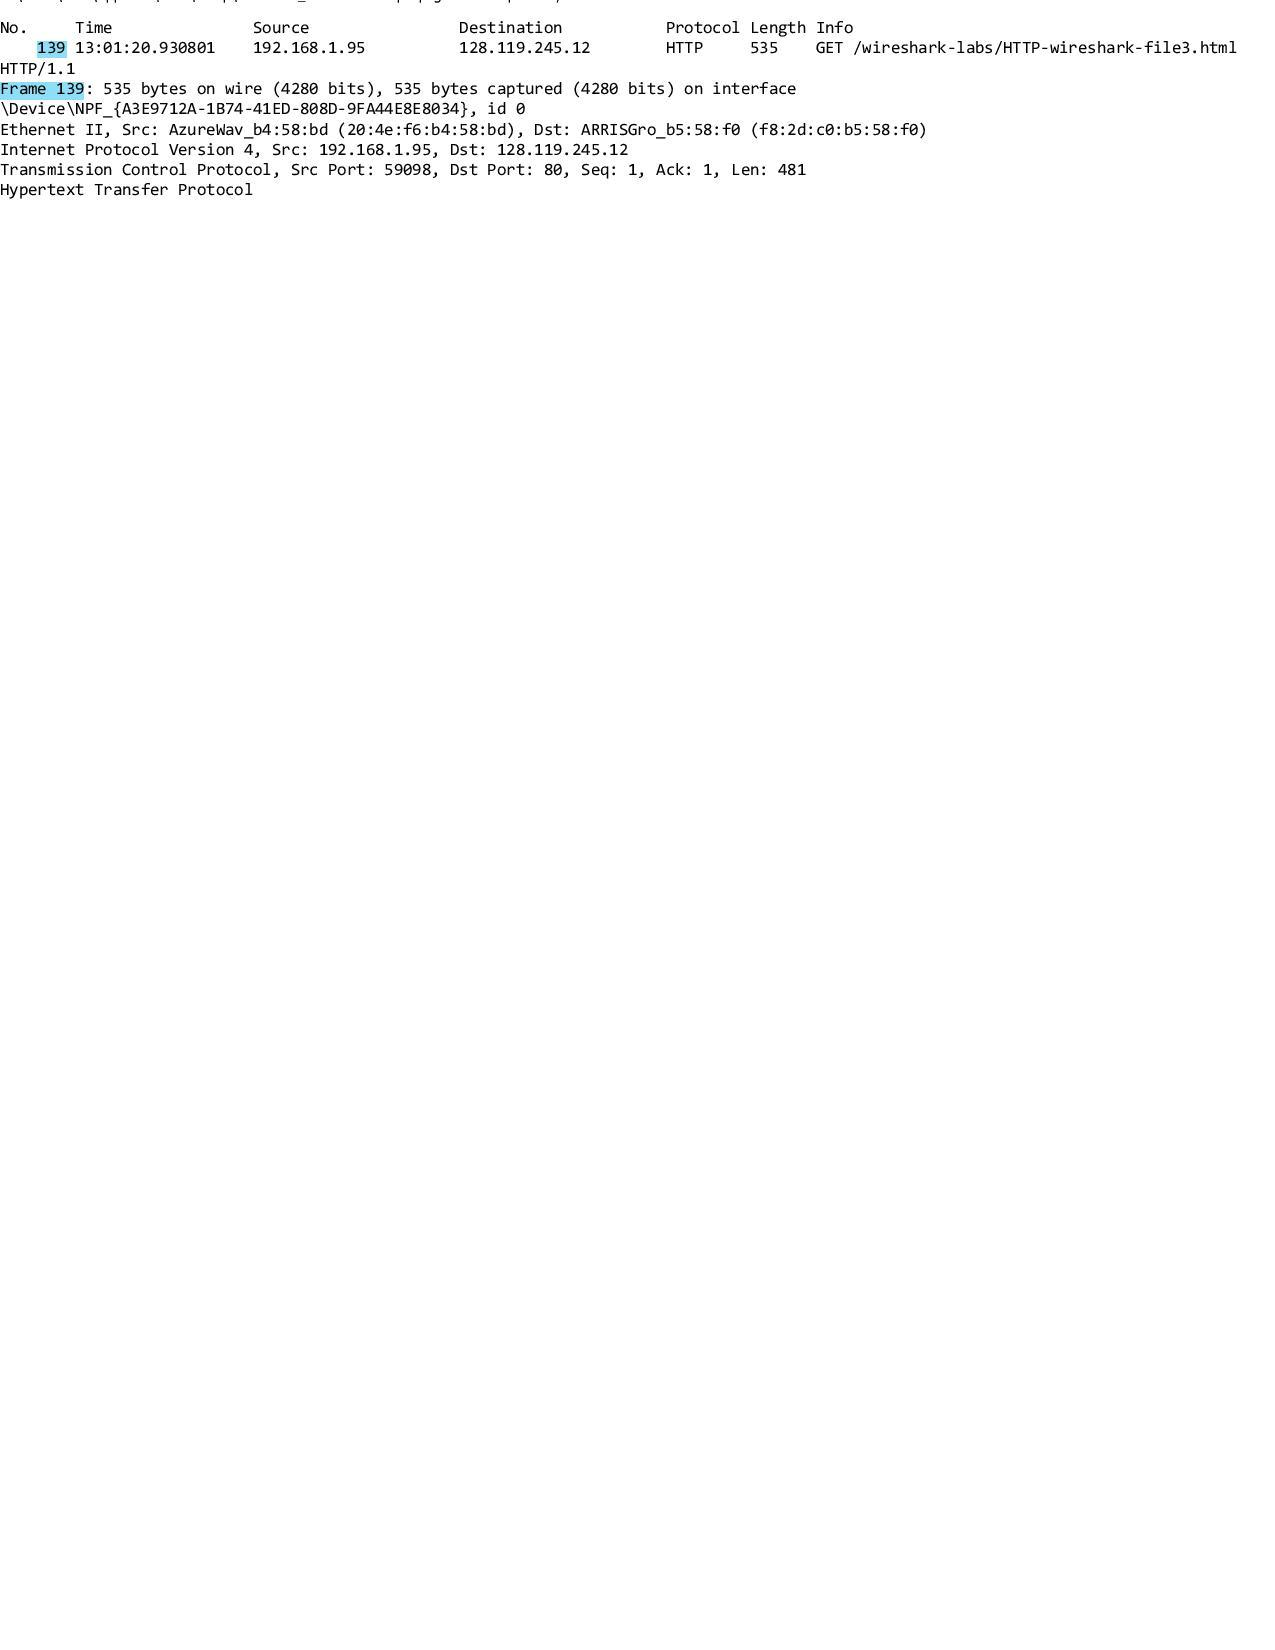 No. Time Source Destination Protocol Length Info
139 13:01:20.930801 192.168.1.95 128.119.245.12 HTTP 535 GET /wireshark-labs/HTTP-wireshark-file3.html
HTTP/1.1
Frame 139: 535 bytes on wire (4280 bits), 535 bytes captured (4280 bits) on interface
\Device\NPF_{A3E9712A-1B74-41ED-808D-9FA44E8E8034}, id 0
Ethernet II, Src: AzureWav_b4:58:bd (20:4e:f6:b4:58:bd), Dst: ARRISGro_b5:58:f0 (f8:2d:c0:b5:58:f0)
Internet Protocol Version 4, Src: 192.168.1.95, Dst: 128.119.245.12
Transmission Control Protocol, Src Port: 59098, Dst Port: 80, Seq: 1, Ack: 1, Len: 481
Hypertext Transfer Protocol